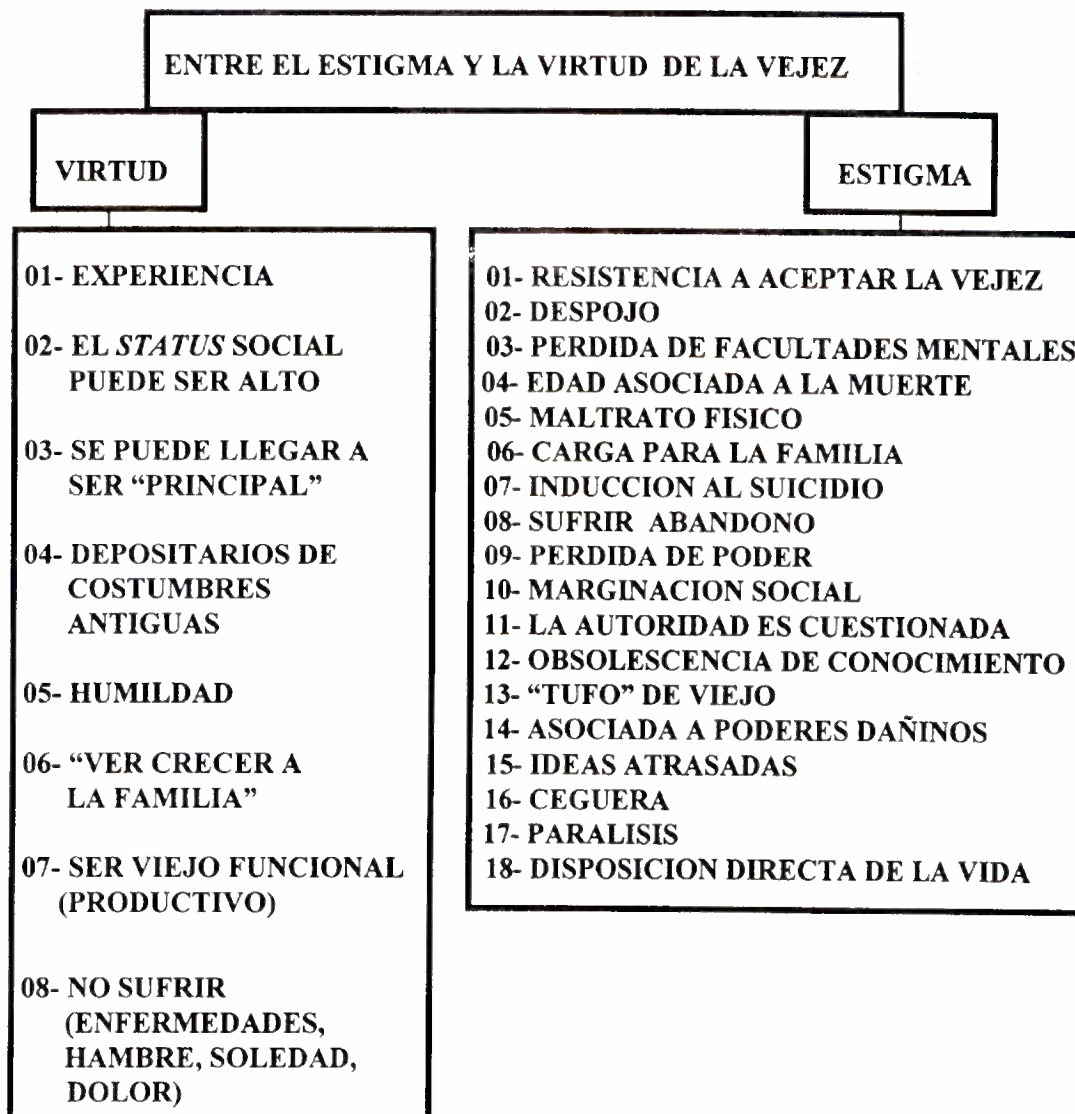 ENTRE EL ESTIGMA Y LA VIRTUD DE LA VEJEZ
VIRTUD
01- EXPERIENCIA
02- EL STATUS SOCIAL
PUEDE SER ALTO
03- SE PUEDE LLEGAR A
SER “PRINCIPAL”
04- DEPOSITARIOS DE
COSTUMBRES
ANTIGUAS
05- HUMILDAD
06- “VER CRECER A
LA FAMILIA”
07- SER VIEJO FUNCIONAL
(PRODUCTIVO)
08- NO SUFRIR
(ENFERMEDADES,
HAMBRE, SOLEDAD,
DOLOR)
ESTIGMA
01- RESISTENCIA A ACEPTAR LA VEJEZ
02- DESPOJO
03- PERDIDA DE FACULTADES MENTALES
04- EDAD ASOCIADA A LA MUERTE
05- MALTRATO FISICO
06- CARGA PARA LA FAMILIA
07- INDUCCION AL SUICIDIO
08- SUFRIR ABANDONO
09- PERDIDA DE PODER
10- MARGINACION SOCIAL
11- LA AUTORIDAD ES CUESTIONADA
12- OBSOLESCENCIA DE CONOCIMIENTO
13- “TUFO” DE VIEJO
14- ASOCIADA A PODERES DAÑINOS
15- IDEAS ATRASADAS
16- CEGUERA
17- PARALISIS
18- DISPOSICION DIRECTA DE LA VIDA